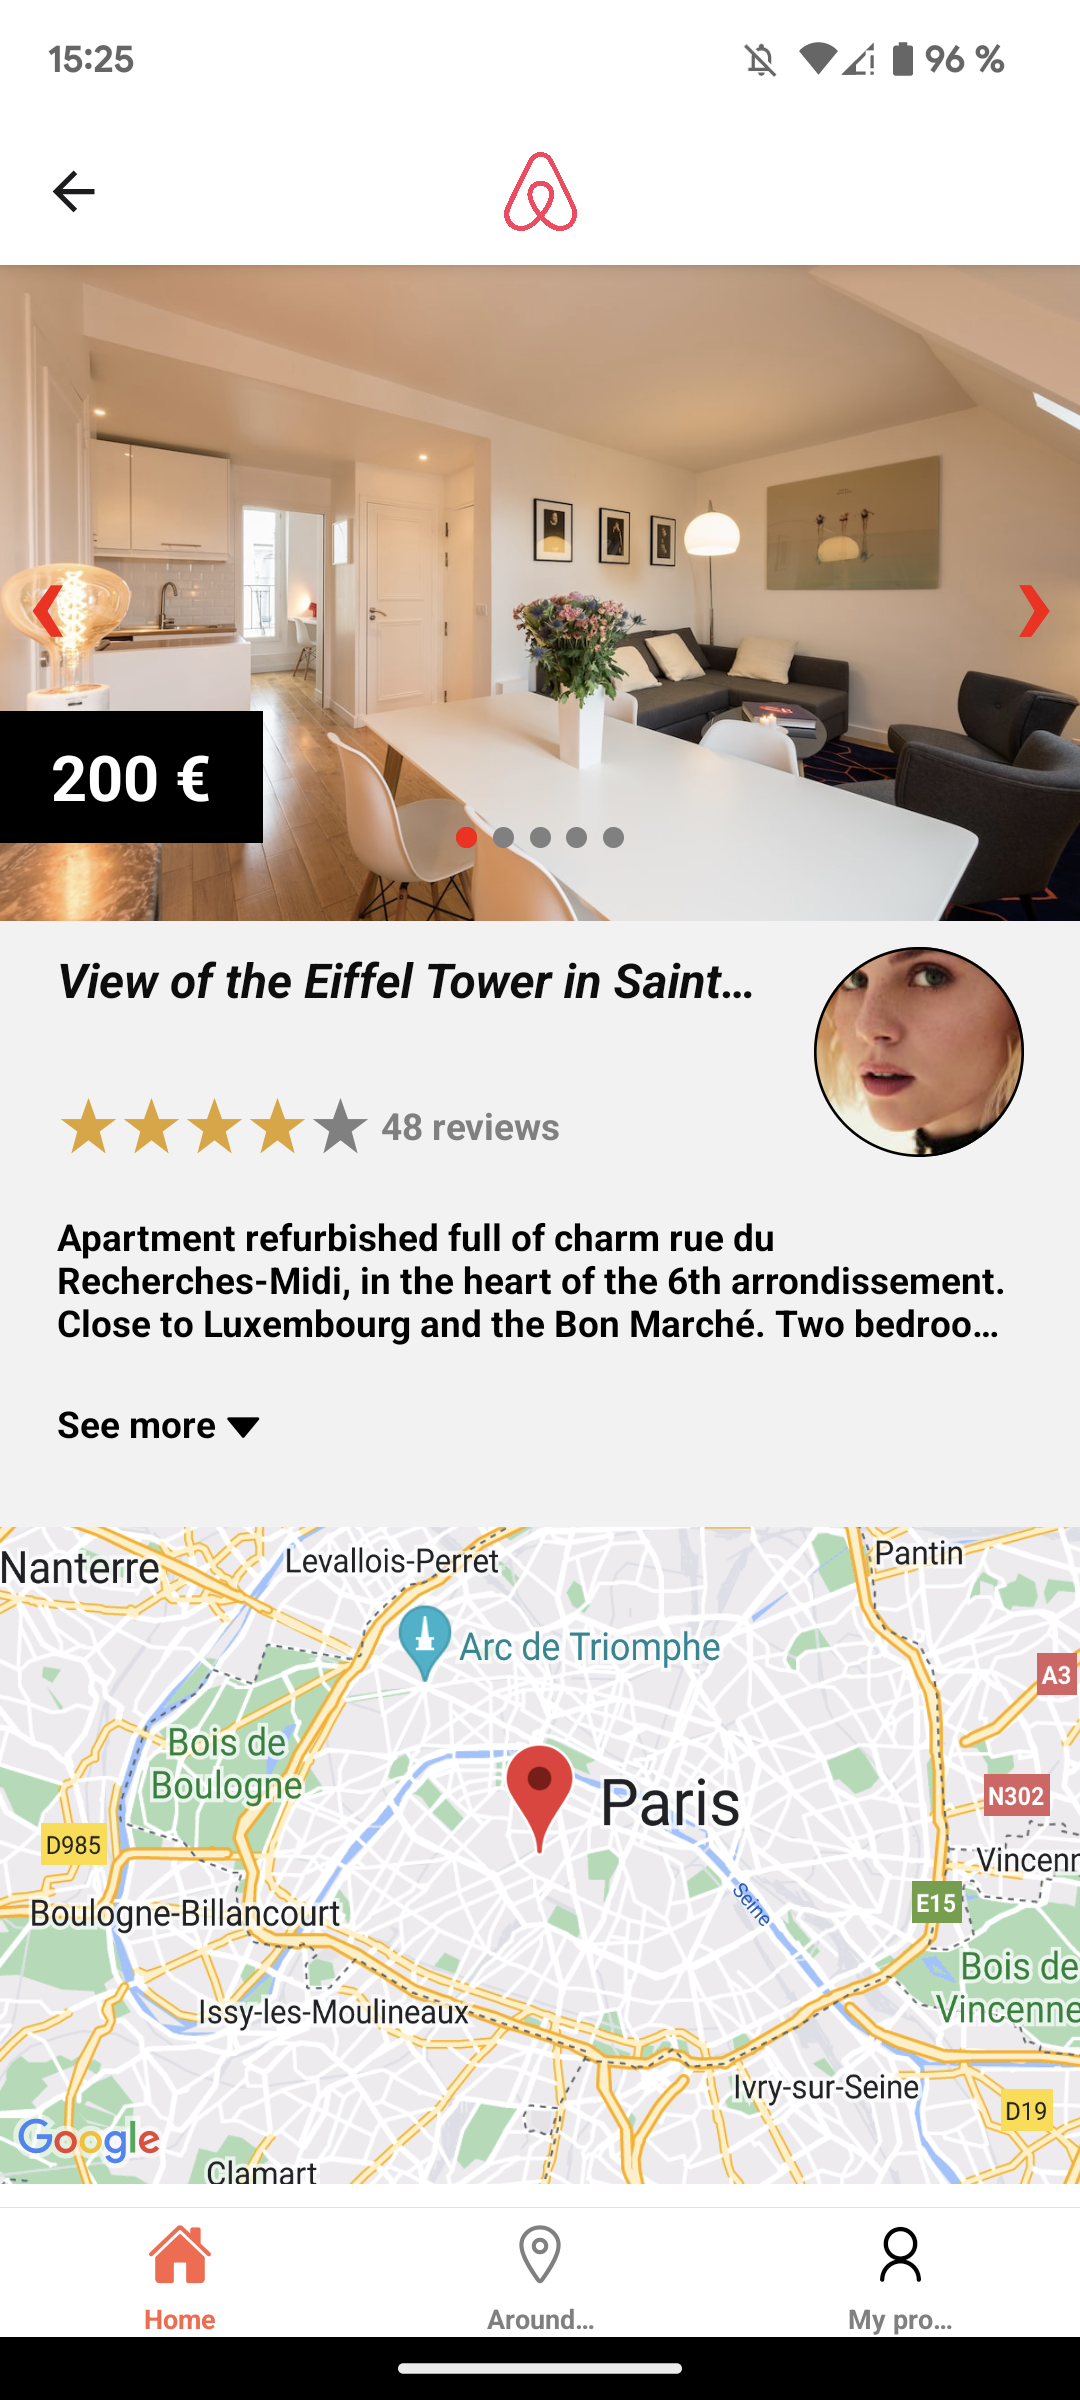 15:25
96 %
200 €
View of the Eiffel Tower in Saint...
48 reviews
Apartment refurbished full of charm rue du
Recherches-Midi, in the heart of the 6th arrondissement.
Close to Luxembourg and the Bon Marché. Two bedroo...
See more
Nanterre
Levallois-Perret
Pantin
Arc de Triomphe
A3
Bois de
Boulogne
Paris
N302
D985
Vincenn
Seine
E15
Boulogne-Billancourt
Bois de
Vincenne
Issy-les-Moulineaux
Ivry-sur-Seine
D19
Google
Clamart
Home
Around...
My pro...